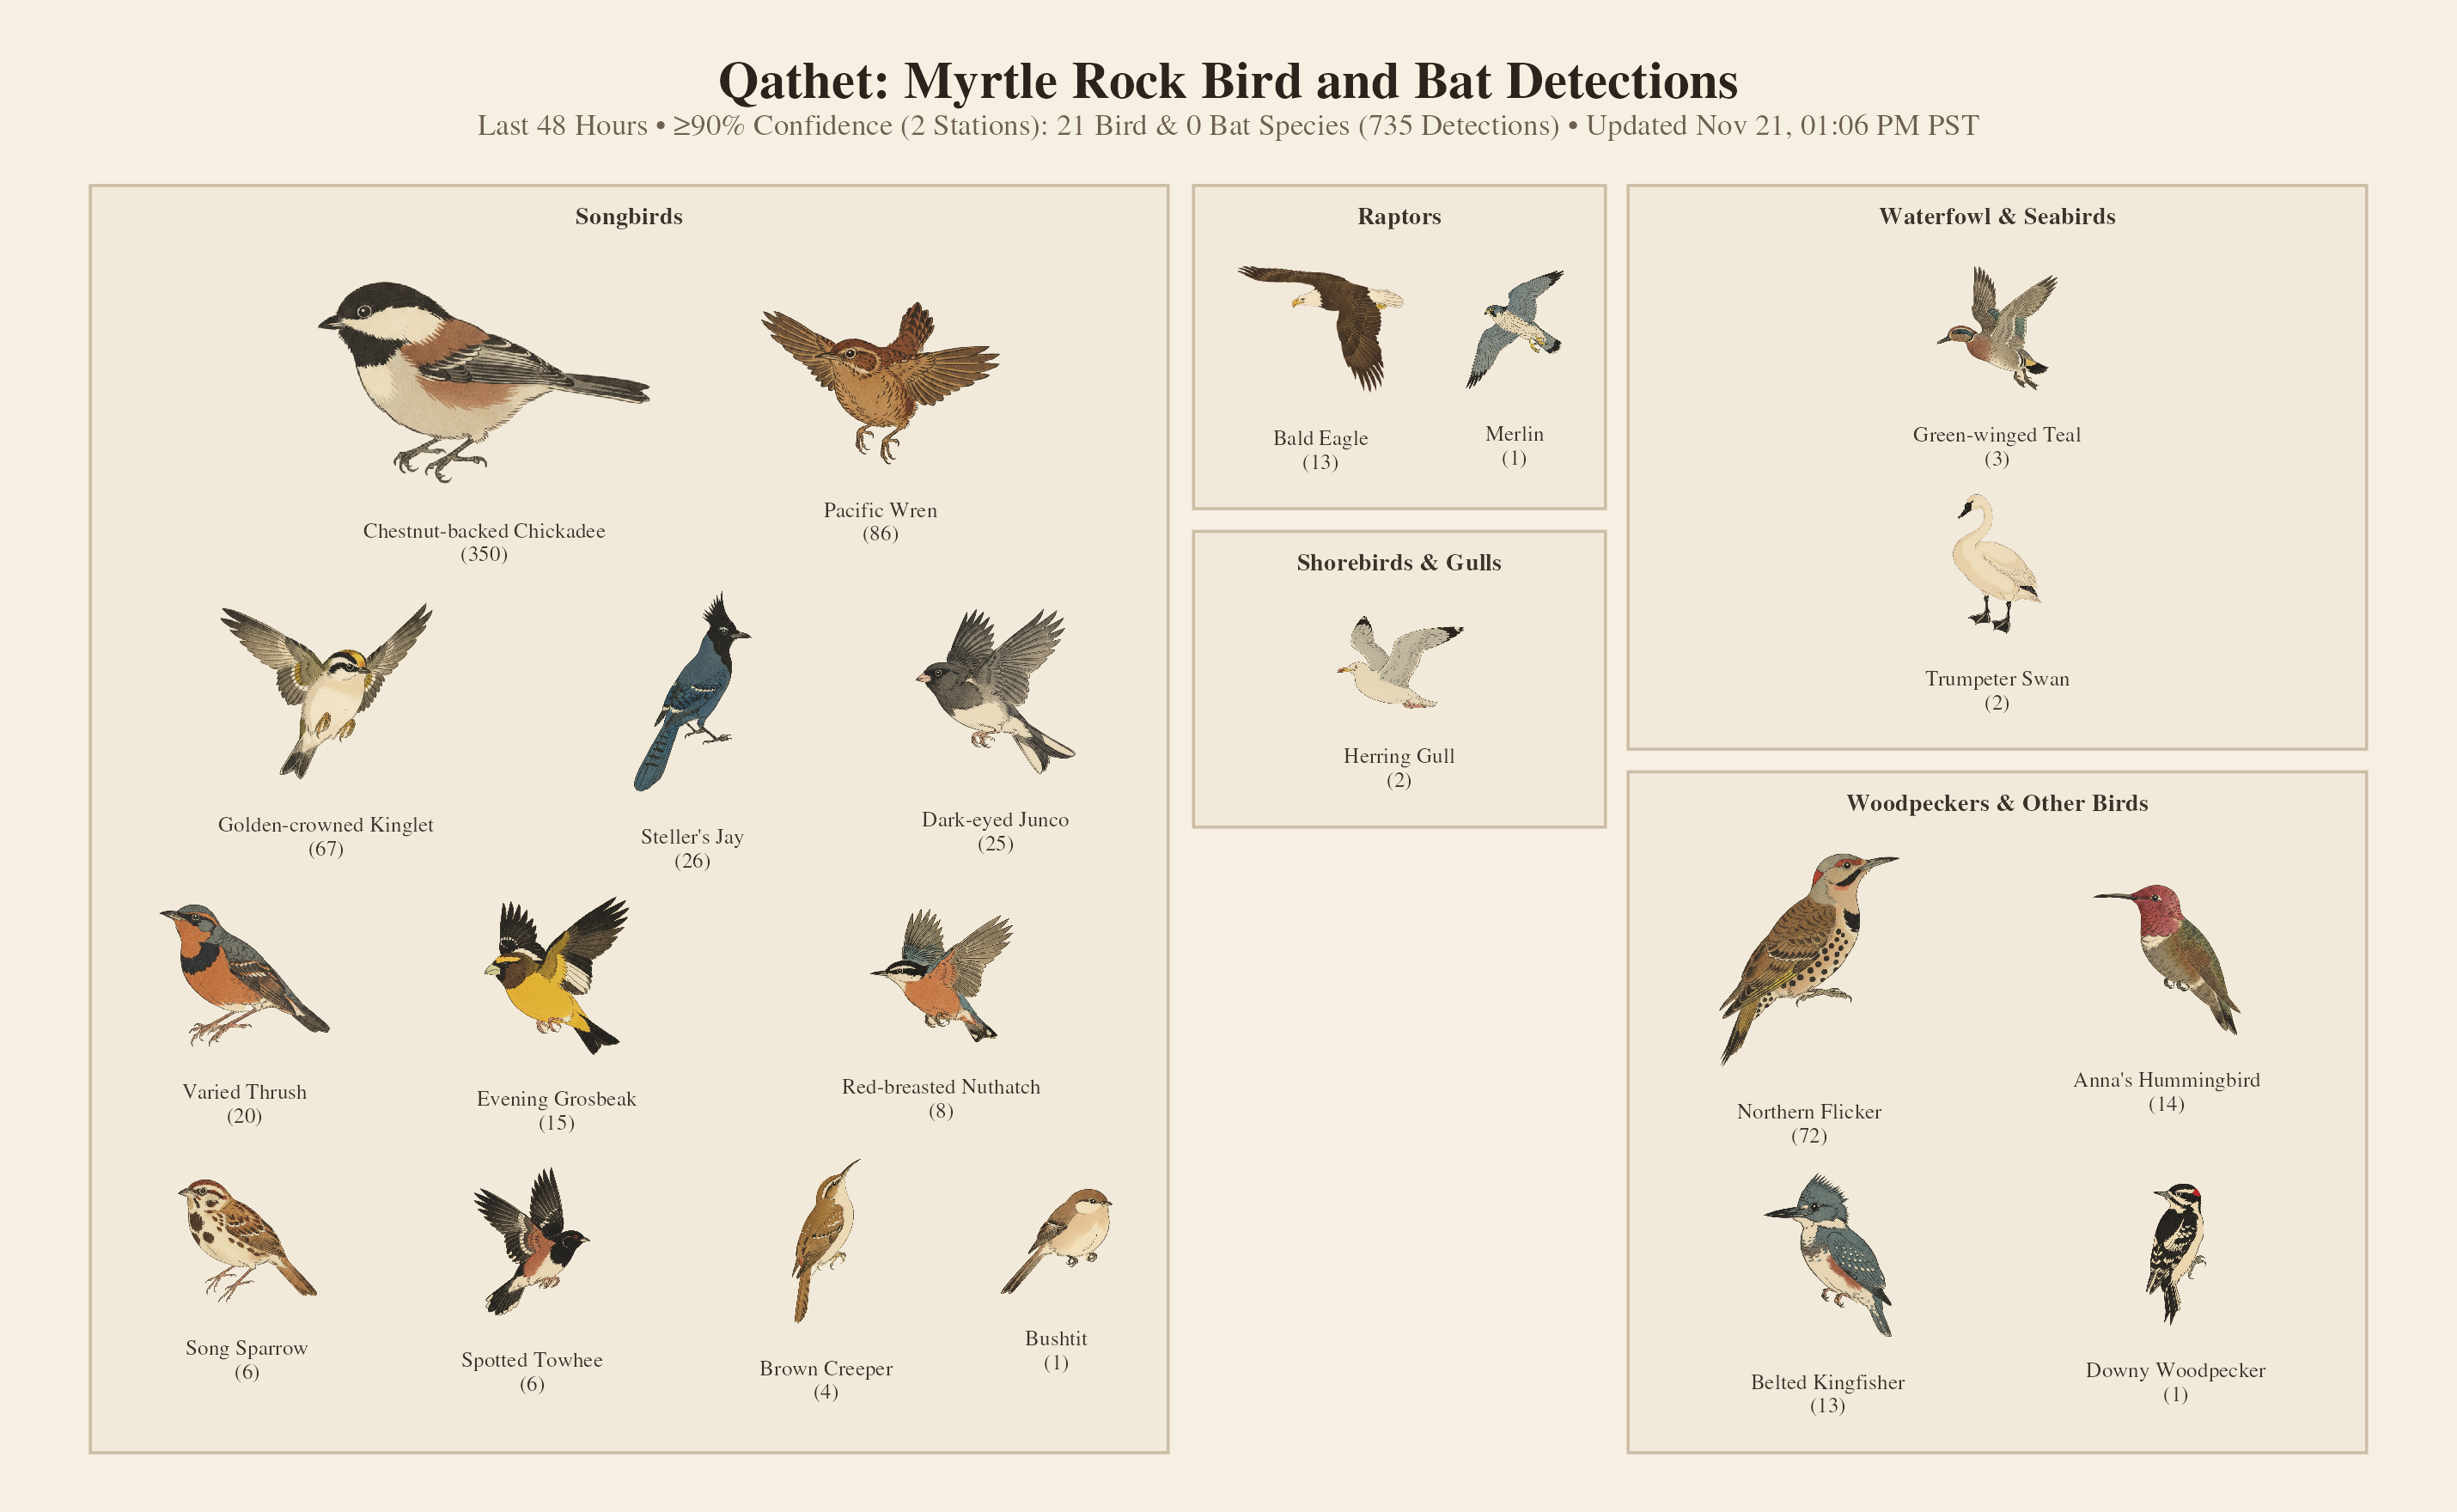 Qathet: Myrtle Rock Bird and Bat Detections
Last 48 Hours • ≥90% Confidence (2 Stations): 21 Bird & 0 Bat Species (735 Detections) • Updated Nov 21, 01:06 PM PST
Songbirds
Chestnut-backed Chickadee
(350)
Pacific Wren
(86)
Golden-crowned Kinglet
(67)
Steller's Jay
(26)
Dark-eyed Junco
(25)
Varied Thrush
(20)
Evening Grosbeak
(15)
Red-breasted Nuthatch
(8)
Song Sparrow
(6)
Spotted Towhee
(6)
Brown Creeper
(4)
Bushtit
(1)
Raptors
Bald Eagle
(13)
Merlin
(1)
Shorebirds & Gulls
Herring Gull
(2)
Waterfowl & Seabirds
Green-winged Teal
(3)
Trumpeter Swan
(2)
Woodpeckers & Other Birds
Northern Flicker
(72)
Anna's Hummingbird
(14)
Belted Kingfisher
(13)
Downy Woodpecker
(1)